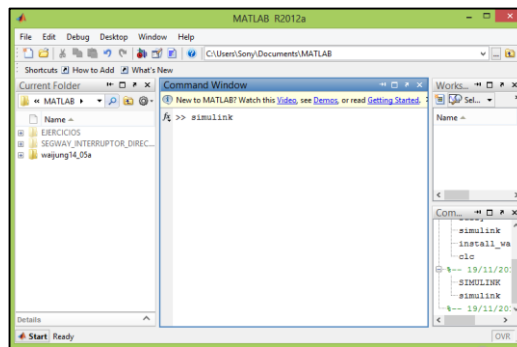 MATLAB R2012a
File Edit Debug Desktop Window Help
C:\Users\Sony\Documents\MATLAB
Shortcuts How to Add What's New
Current Folder
« MATLAB ▸
Name
EJERCICIOS
SEGWAY_INTERRUPTOR_DIREC...
waijung14_05a
Details
Command Window
New to MATLAB? Watch this Video, see Demos, or read Getting Started.
fx >> simulink
Works...
Sel...
Name
Com...
simulink
install_wa
clc
%-- 19/11/20
SIMULINK
simulink
%-- 19/11/20
Start Ready
OVR